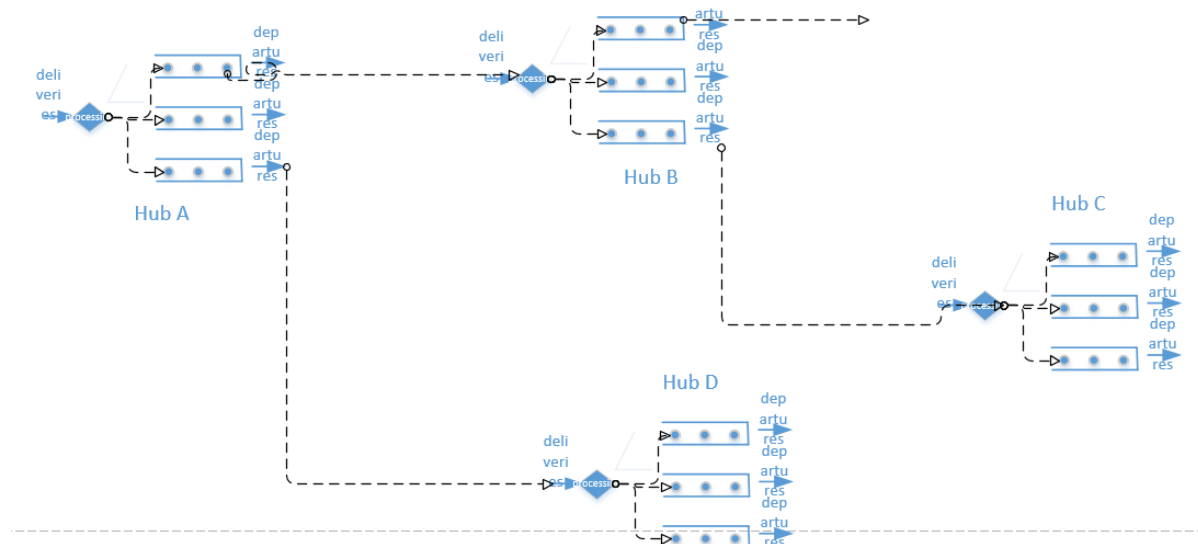 deli
veri
es
processi
dep
artu
res
dep
artu
res
dep
artu
res
Hub A
deli
veri
es
processi
artu
res
dep
artu
res
dep
artu
res
Hub B
deli
veri
es
processi
dep
artu
res
dep
artu
res
dep
artu
res
Hub C
Hub D
deli
veri
es
processi
dep
artu
res
dep
artu
res
dep
artu
res